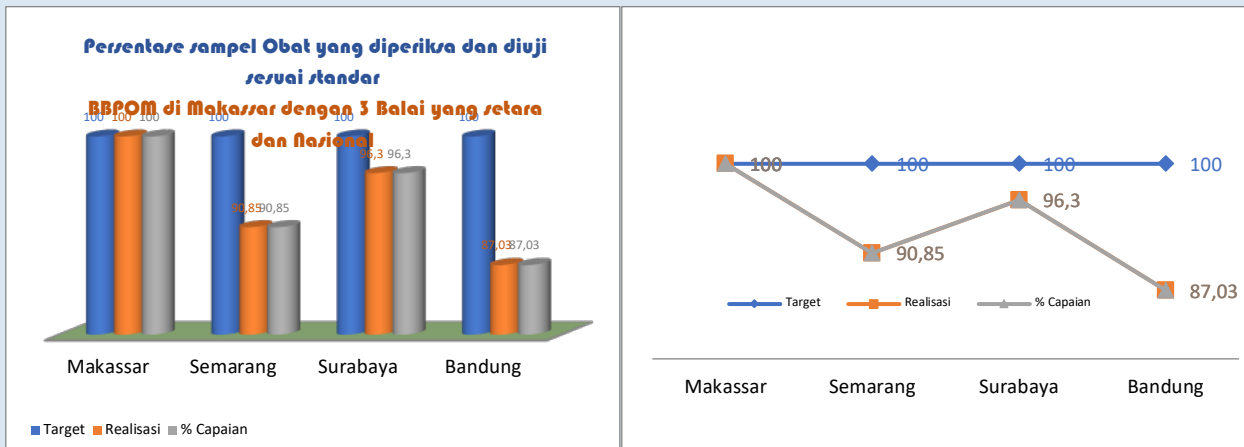 Persentase sampel Obat yang diperiksa dan diuji
sesuai standar
BBPOM di Makassar dengan 3 Balai yang setara
dan Nasional
100 100 100 100 100 100
96,3 96,3
90,85 90,85
87,03 87,03
Makassar Semarang Surabaya Bandung
Target Realisasi % Capaian
100 100 100 100
96,3
90,85
87,03
Target Realisasi % Capaian
Makassar Semarang Surabaya Bandung